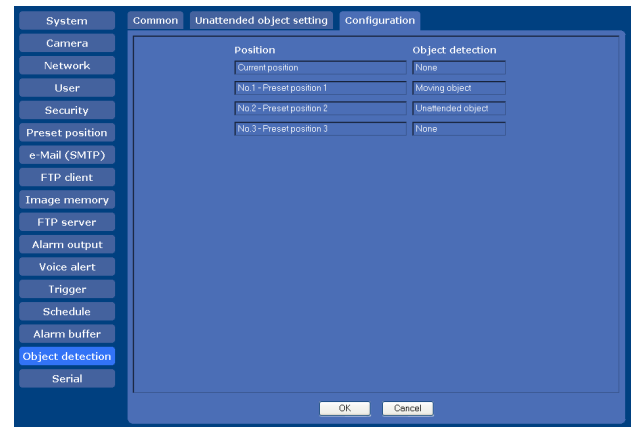 System
Camera
Network
User
Security
Preset position
e-Mail (SMTP)
FTP client
Image memory
FTP server
Alarm output
Voice alert
Trigger
Schedule
Alarm buffer
Object detection
Serial
Common Unattended object setting Configuration
Position Object detection
Current position None
No.1 - Preset position 1 Moving object
No.2 - Preset position 2 Unattended object
No.3 - Preset position 3 None
OK Cancel